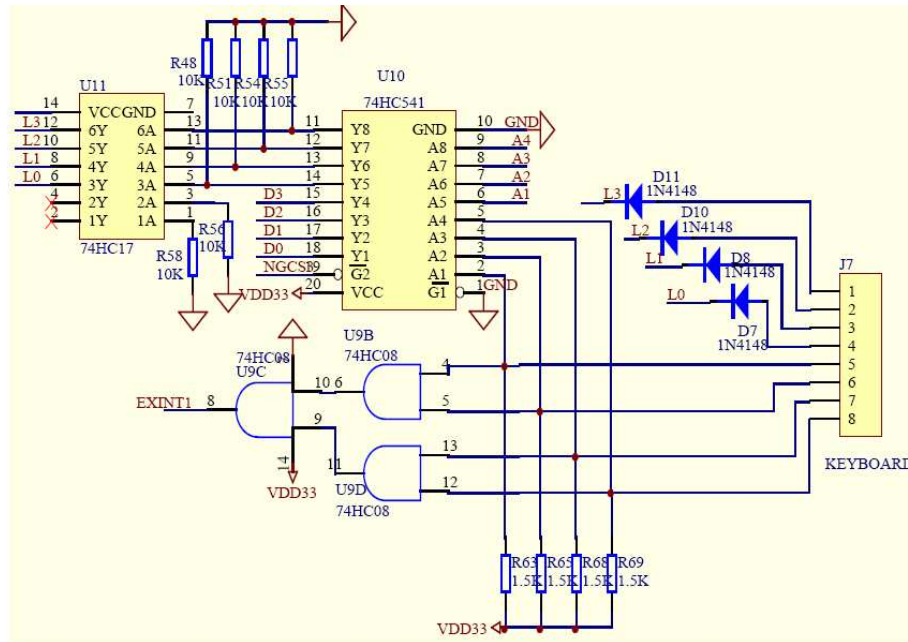 U11
14 VCC GND 7
L3 12 6Y 6A 13
L2 10 5Y 5A 11
L1 8 4Y 4A 9
L0 6 3Y 3A 5
4 2Y 2A 3
2 1Y 1A 1
74HC17
R48 10K
R51 10K
R54 10K
R55 10K
R58 10K
R56 10K
U10
74HC541
11 Y8 GND 10 GND
12 Y7 A8 9 A4
13 Y6 A7 8 A3
14 Y5 A6 7 A2
D3 15 Y4 A5 6 A1
D2 16 Y3 A4 5
D1 17 Y2 A3 4
D0 18 Y1 A2 3
19 G2 A1 2
VDD33 20 VCC G1 1 GND
L3 D11 1N4148
L2 D10 1N4148
L1 D8 1N4148
L0 D7 1N4148
J7
1
2
3
4
5
6
7
8
KEYBOARD
U9B
74HC08
4
5
6
74HC08
U9C
10
9
EXINT1 8
14
VDD33
13
12
11
U9D
74HC08
R63 1.5K
R65 1.5K
R68 1.5K
R69 1.5K
VDD33